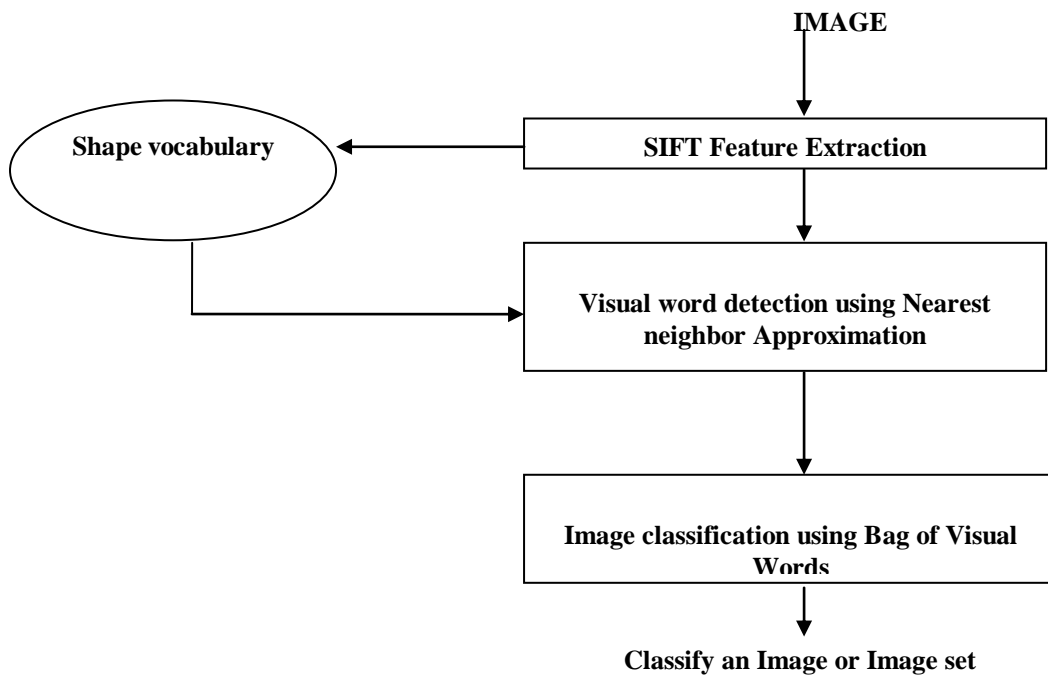 IMAGE
Shape vocabulary
SIFT Feature Extraction
Visual word detection using Nearest
neighbor Approximation
Image classification using Bag of Visual
Words
Classify an Image or Image set